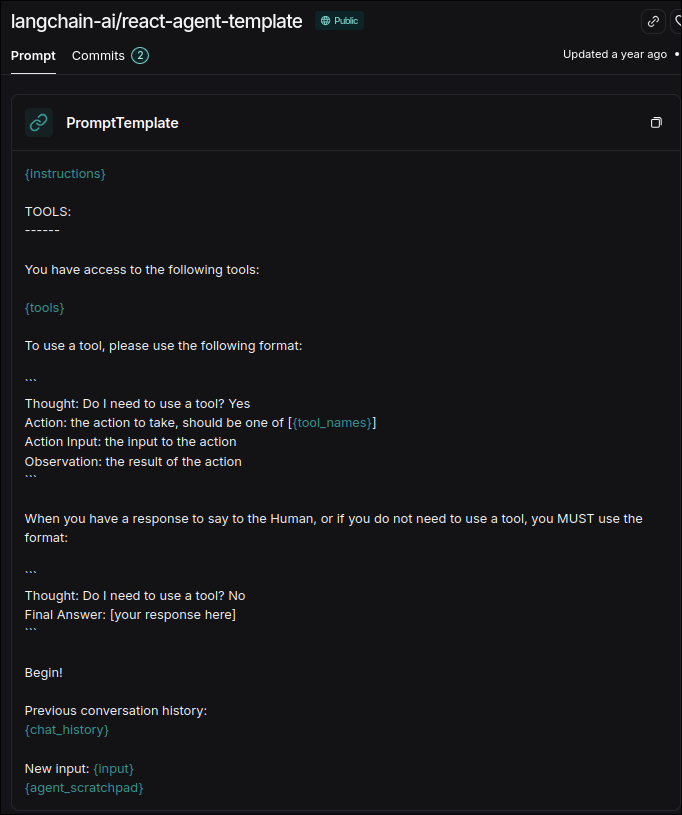 langchain-ai/react-agent-template Public
Prompt Commits 2 Updated a year ago •
PromptTemplate
{instructions}
TOOLS:
------
You have access to the following tools:
{tools}
To use a tool, please use the following format:
```
Thought: Do I need to use a tool? Yes
Action: the action to take, should be one of [{tool_names}]
Action Input: the input to the action
Observation: the result of the action
```
When you have a response to say to the Human, or if you do not need to use a tool, you MUST use the
format:
```
Thought: Do I need to use a tool? No
Final Answer: [your response here]
```
Begin!
Previous conversation history:
{chat_history}
New input: {input}
{agent_scratchpad}